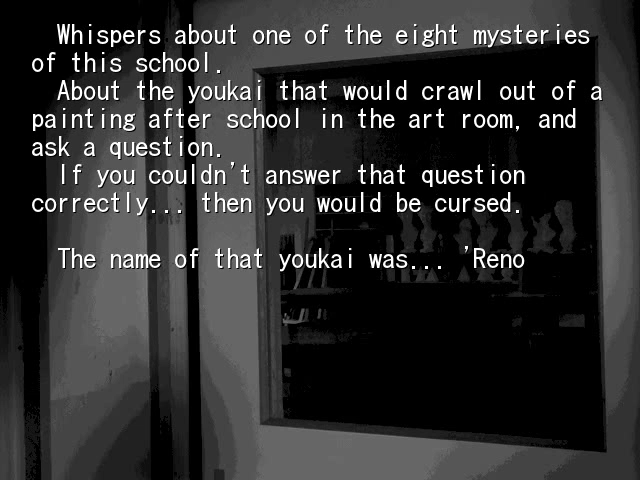 Whispers about one of the eight mysteries
of this school.
About the youkai that would crawl out of a
painting after school in the art room, and
ask a question.
If you couldn't answer that question
correctly... then you would be cursed.
The name of that youkai was... 'Reno